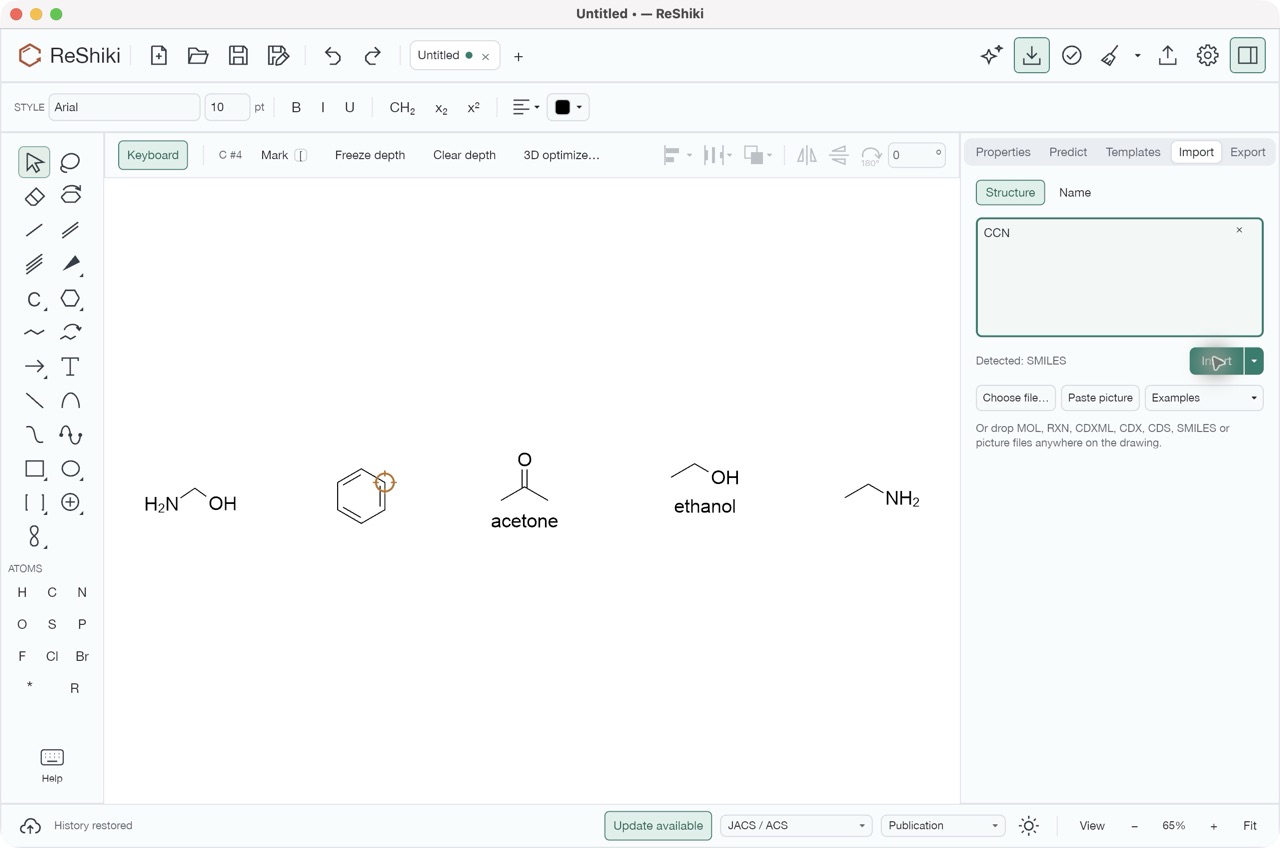 Untitled • — ReShiki
ReShiki
Untitled
STYLE Arial 10 pt B I U CH₂ x₂ x²
Keyboard C #4 Mark [ Freeze depth Clear depth 3D optimize...
180° 0 °
Properties Predict Templates Import Export
Structure Name
CCN
Detected: SMILES
Choose file... Paste picture Examples
Or drop MOL, RXN, CDXML, CDX, CDS, SMILES or
picture files anywhere on the drawing.
C
T
[ ]
ATOMS
H C N
O S P
F Cl Br
* R
Help
H₂N OH
O
acetone
OH
ethanol
NH₂
History restored
Update available JACS / ACS Publication View − 65% + Fit